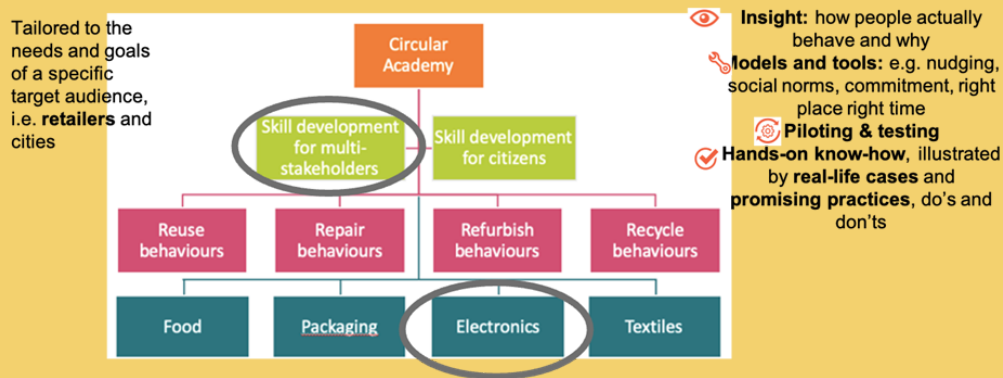 Tailored to the
needs and goals
of a specific
target audience,
i.e. retailers and
cities
Circular
Academy
Skill development
for multi-
stakeholders
Skill development
for citizens
Reuse
behaviours
Repair
behaviours
Refurbish
behaviours
Recycle
behaviours
Food
Packaging
Electronics
Textiles
Insight: how people actually
behave and why
Models and tools: e.g. nudging,
social norms, commitment, right
place right time
Piloting & testing
Hands-on know-how, illustrated
by real-life cases and
promising practices, do's and
don'ts